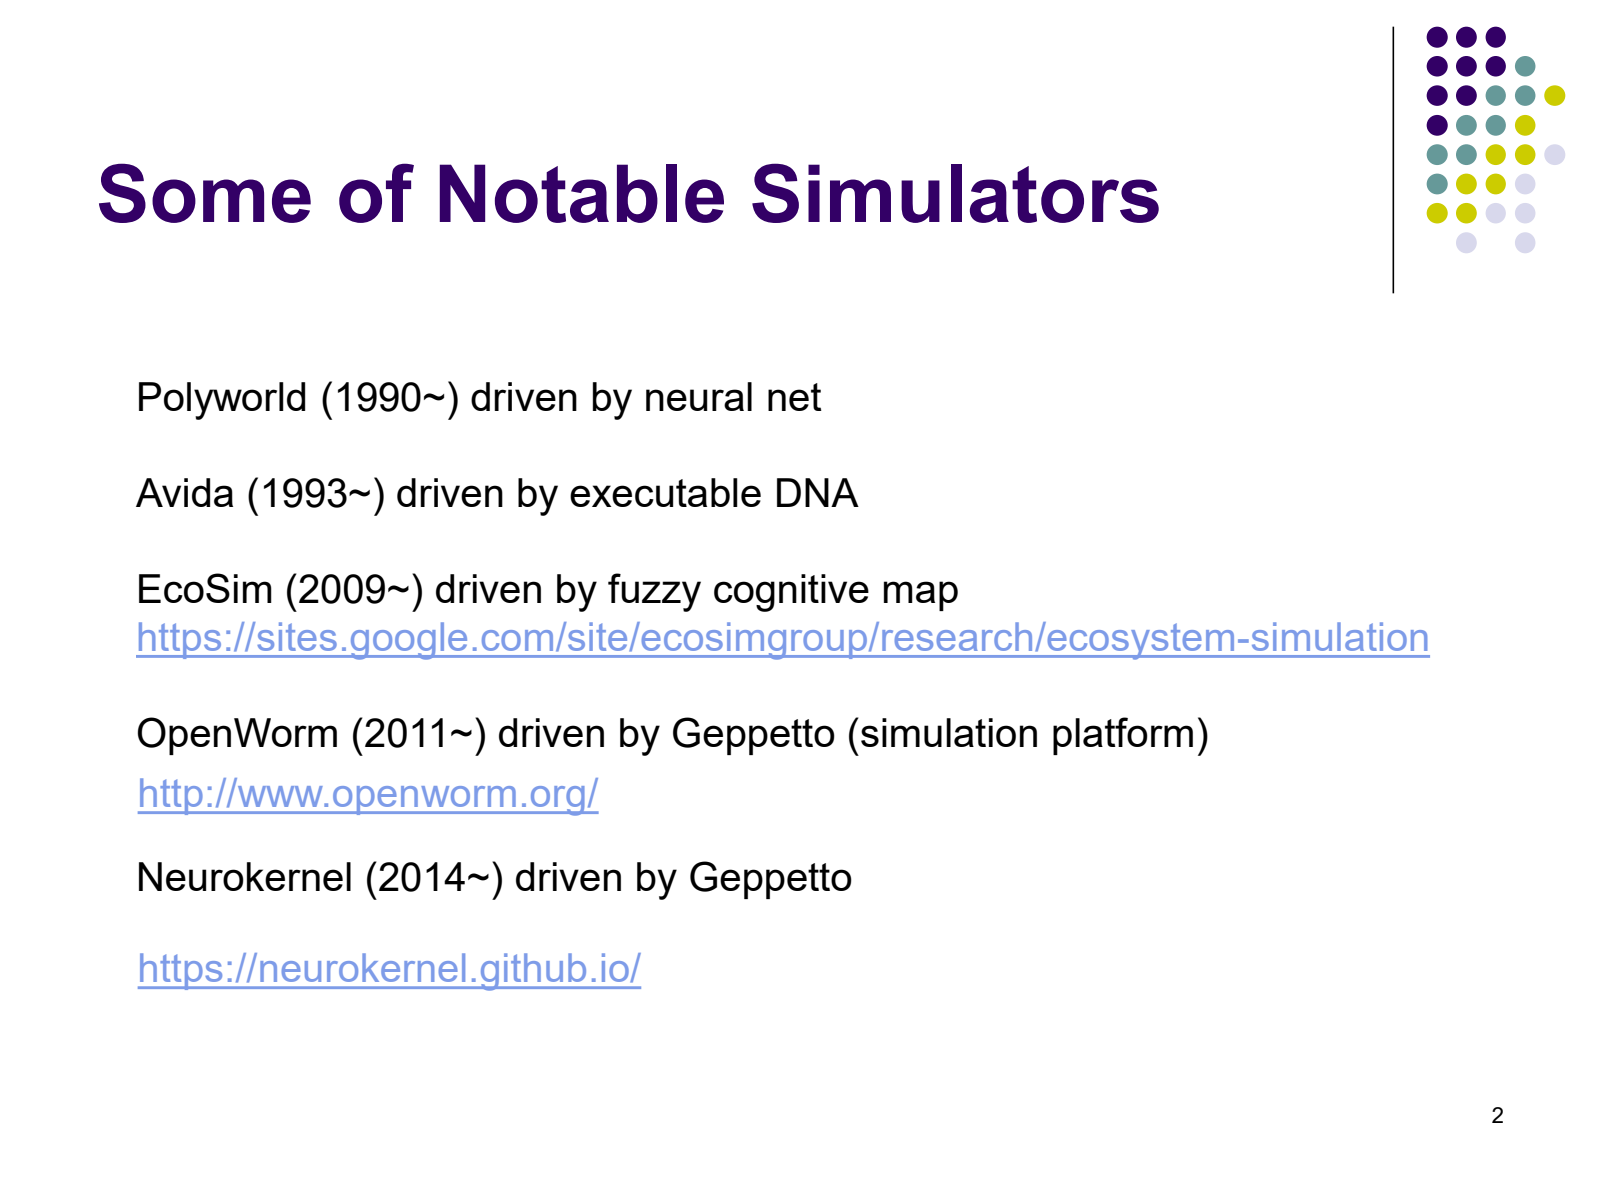 Some of Notable Simulators
Polyworld (1990~) driven by neural net
Avida (1993~) driven by executable DNA
EcoSim (2009~) driven by fuzzy cognitive map
https://sites.google.com/site/ecosimgroup/research/ecosystem-simulation
OpenWorm (2011~) driven by Geppetto (simulation platform)
http://www.openworm.org/
Neurokernel (2014~) driven by Geppetto
https://neurokernel.github.io/
2